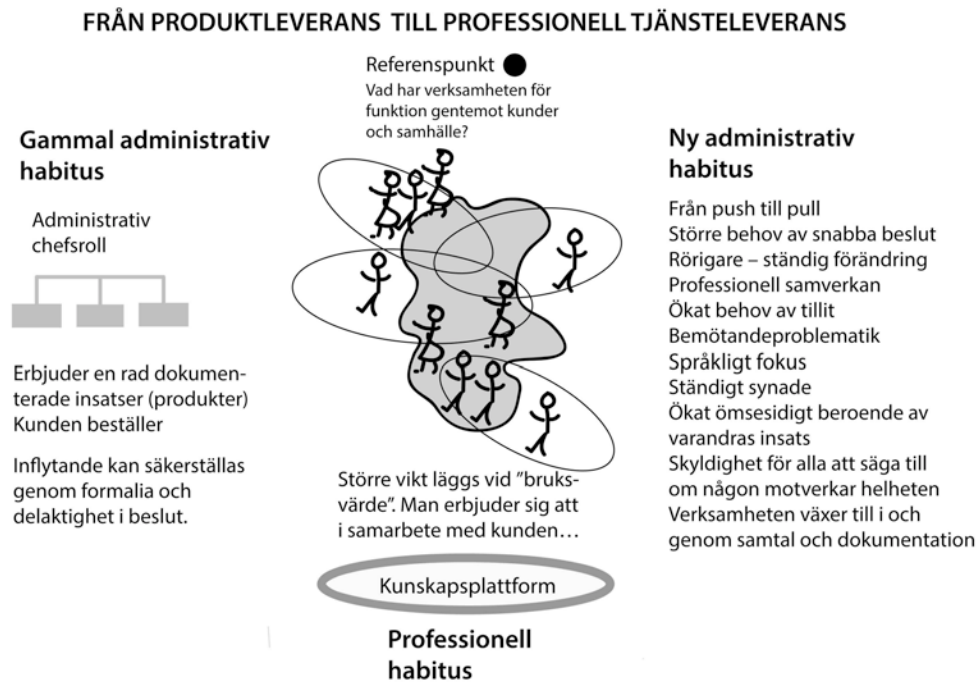 FRÅN PRODUKTLEVERANS TILL PROFESSIONELL TJÄNSTELEVERANS
Referenspunkt
Vad har verksamheten för
funktion gentemot kunder
och samhälle?
Gammal administrativ
habitus
Administrativ
chefsroll
Erbjuder en rad dokumen-
terade insatser (produkter)
Kunden beställer
Inflytande kan säkerställas
genom formalia och
delaktighet i beslut.
Större vikt läggs vid "bruks-
värde". Man erbjuder sig att
i samarbete med kunden…
Kunskapsplattform
Professionell
habitus
Ny administrativ
habitus
Från push till pull
Större behov av snabba beslut
Rörigare – ständig förändring
Professionell samverkan
Ökat behov av tillit
Bemötandeproblematik
Språkligt fokus
Ständigt synade
Ökat ömsesidigt beroende av
varandras insats
Skyldighet för alla att säga till
om någon motverkar helheten
Verksamheten växer till i och
genom samtal och dokumentation